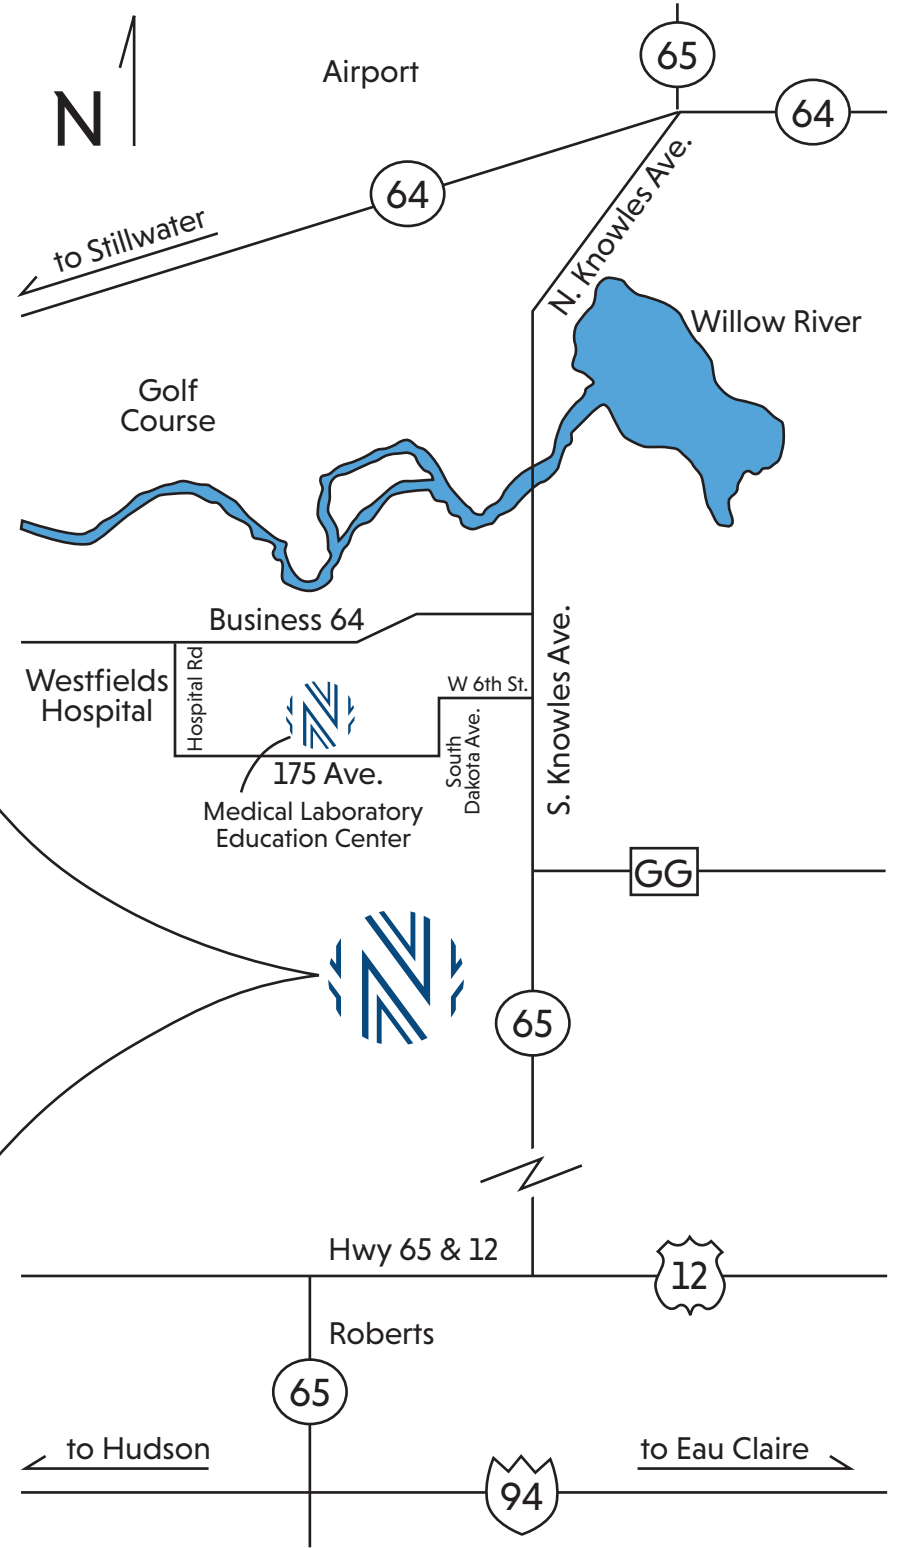 65
Airport
N
64
64
to Stillwater
N. Knowles Ave.
Willow River
Golf
Course
Business 64
S. Knowles Ave.
Hospital Rd
Westfields
Hospital
W 6th St.
South
Dakota Ave.
175 Ave.
Medical Laboratory
Education Center
GG
N
65
Hwy 65 & 12
12
Roberts
65
to Hudson
to Eau Claire
94